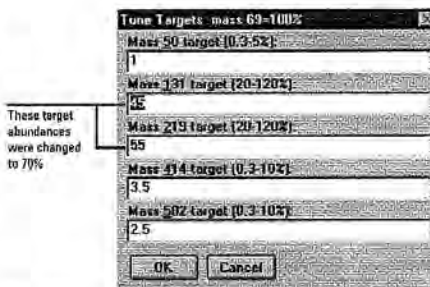 Tune Targets mass 69=100%
Mass 50 target (0.3-5%):
1
Mass 131 target (20-120%):
Mass 219 target (20-120%):
55
Mass 414 target (0.3-10%):
3.5
Mass 502 target (0.3-10%):
2.5
OK
Cancel
These target
abundances
were changed
to 70%